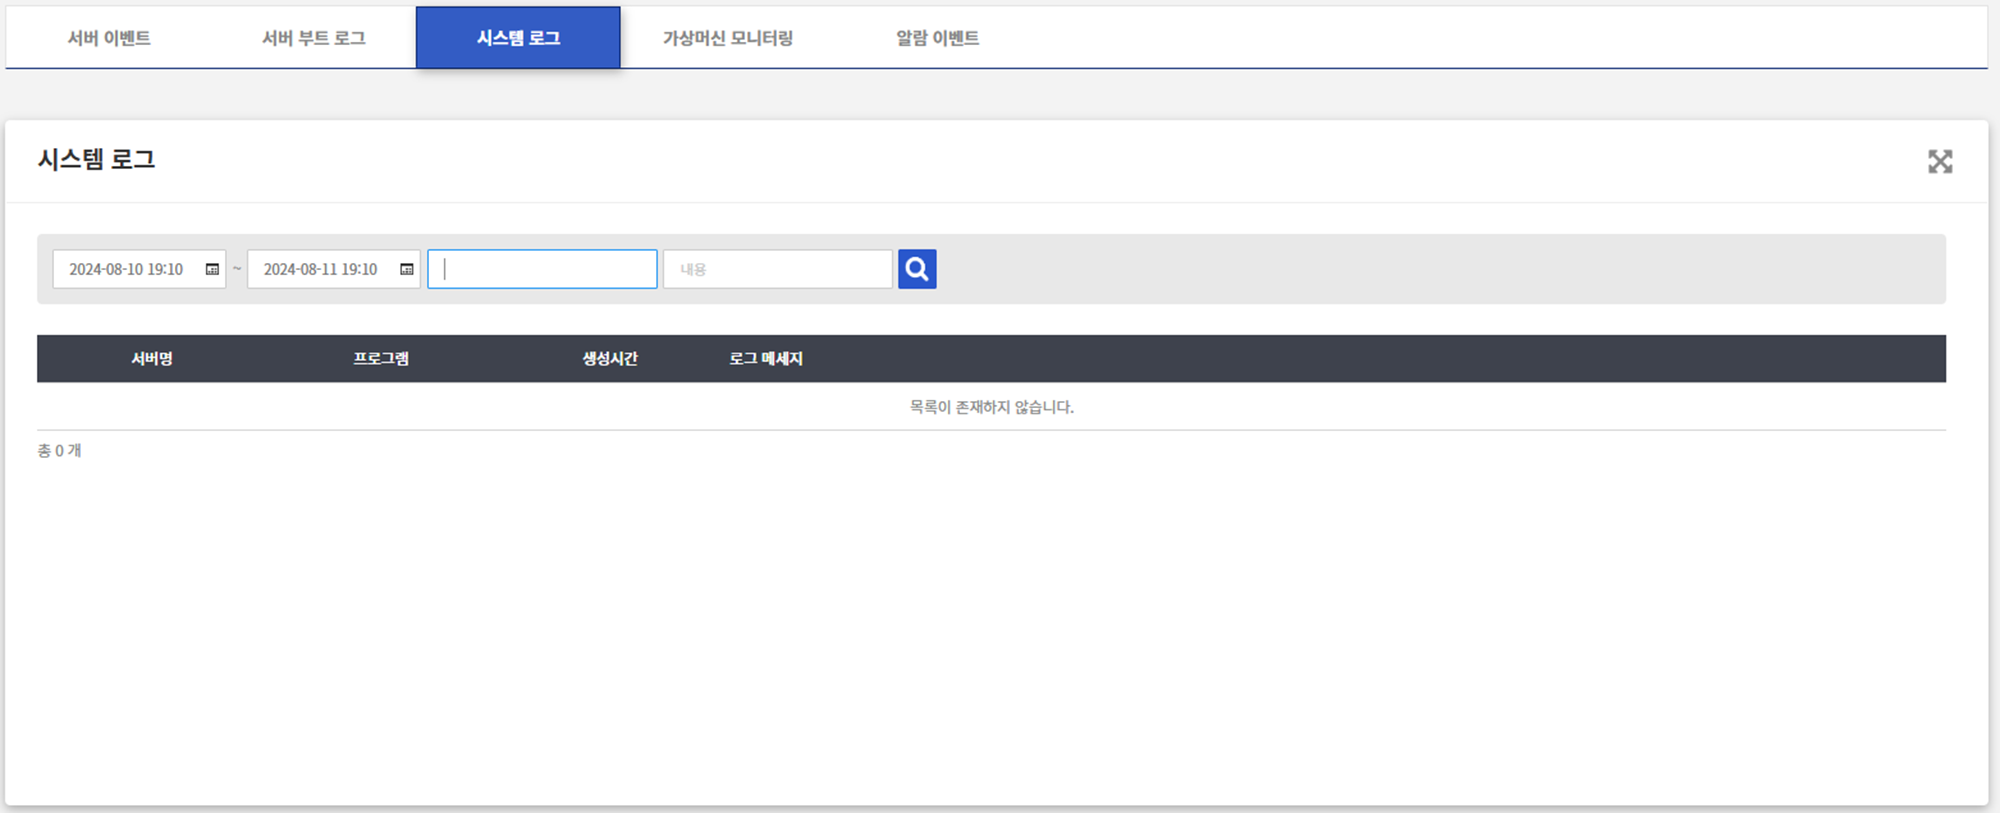 서버 이벤트 서버 부트 로그 시스템 로그 가상머신 모니터링 알람 이벤트
시스템 로그
2024-08-10 19:10 ~ 2024-08-11 19:10 내용
서버명 프로그램 생성시간 로그 메세지
목록이 존재하지 않습니다.
총 0 개